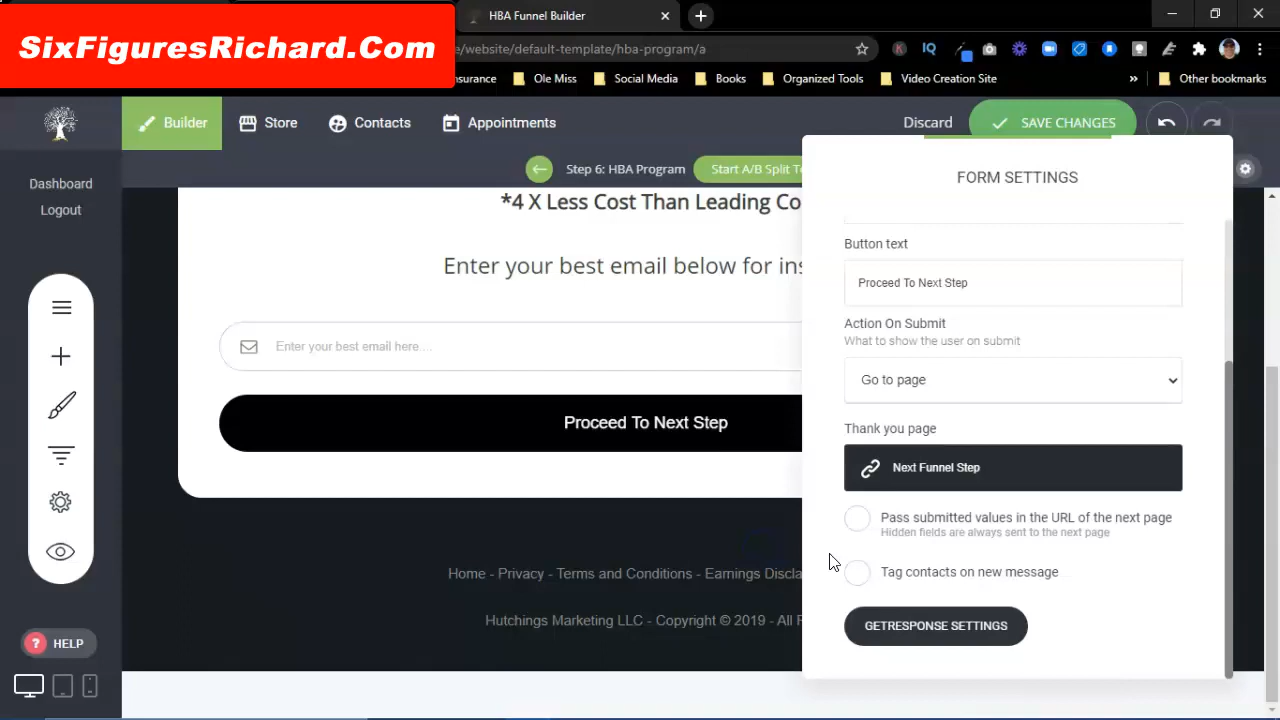 SixFiguresRichard.Com
HBA Funnel Builder
e/website/default-template/hba-program/a
IQ
nsurance
Ole Miss
Social Media
Books
Organized Tools
Video Creation Site
»
Other bookmarks
Builder
Store
Contacts
Appointments
Discard
SAVE CHANGES
Dashboard
Logout
Step 6: HBA Program
Start A/B Split Te
FORM SETTINGS
*4 X Less Cost Than Leading Co
Enter your best email below for ins
Enter your best email here....
Proceed To Next Step
Button text
Proceed To Next Step
Action On Submit
What to show the user on submit
Go to page
Thank you page
Next Funnel Step
Pass submitted values in the URL of the next page
Hidden fields are always sent to the next page
Tag contacts on new message
GETRESPONSE SETTINGS
Home - Privacy - Terms and Conditions - Earnings Discla
Hutchings Marketing LLC - Copyright © 2019 - All R
? HELP